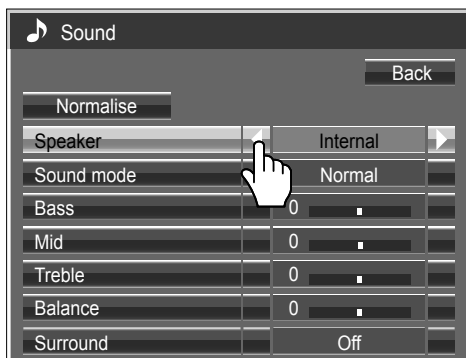 Sound
Back
Normalise
Speaker Internal
Sound mode Normal
Bass 0
Mid 0
Treble 0
Balance 0
Surround Off